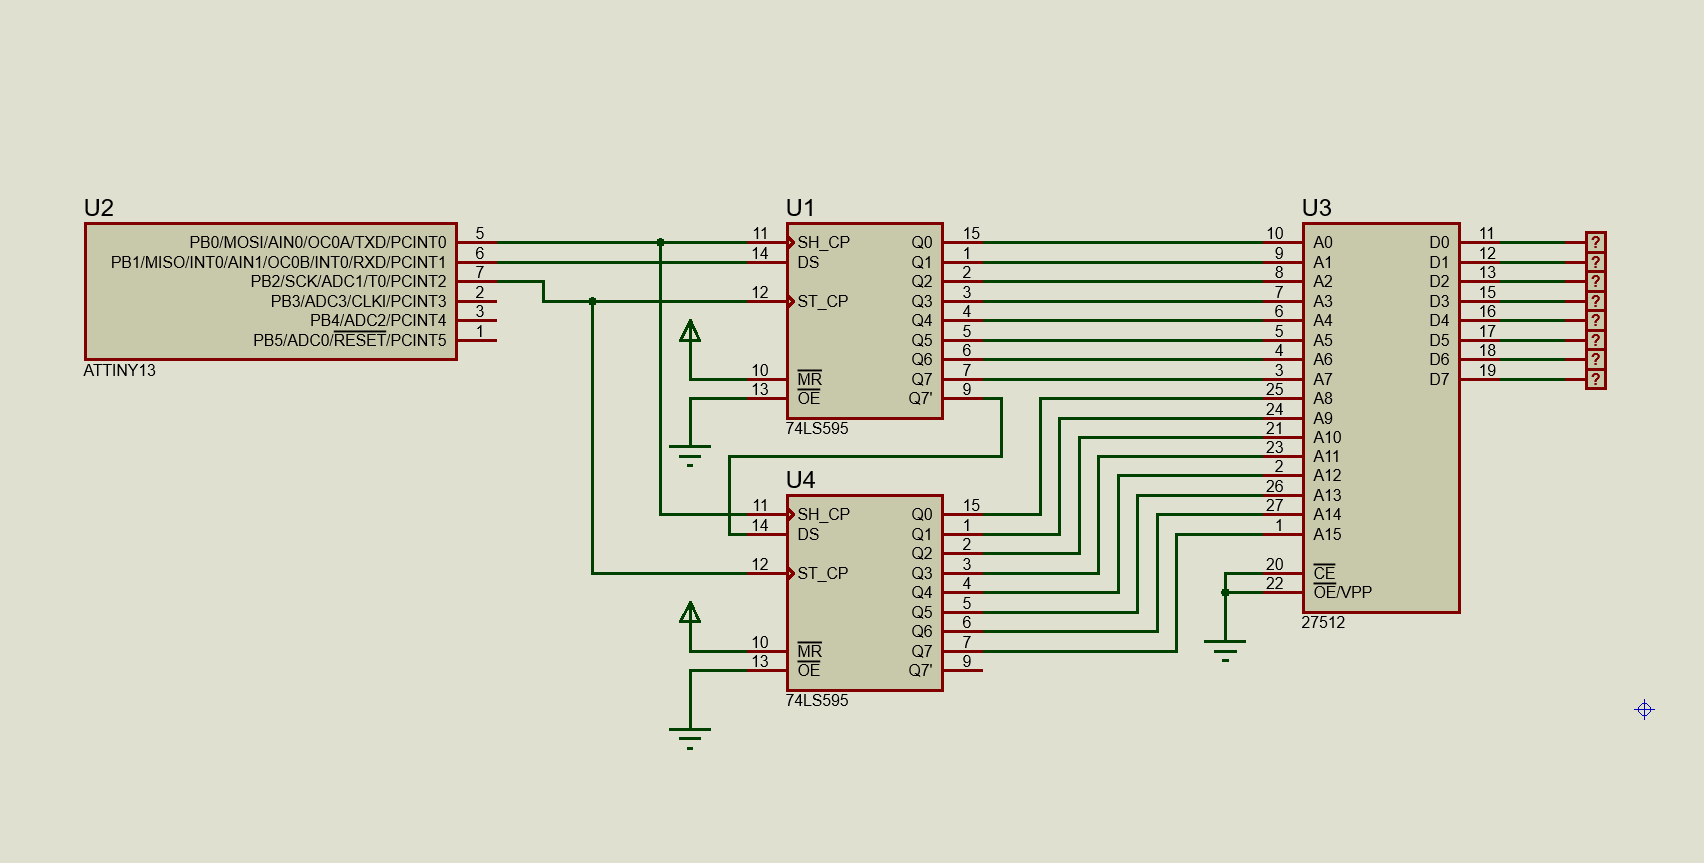 U2
PB0/MOSI/AIN0/OC0A/TXD/PCINT0 5
PB1/MISO/INT0/AIN1/OC0B/INT0/RXD/PCINT1 6
PB2/SCK/ADC1/T0/PCINT2 7
PB3/ADC3/CLKI/PCINT3 2
PB4/ADC2/PCINT4 3
PB5/ADC0/RESET/PCINT5 1
ATTINY13
U1
11 SH_CP Q0 15
14 DS Q1 1
Q2 2
12 ST_CP Q3 3
Q4 4
Q5 5
Q6 6
10 MR Q7 7
13 OE Q7' 9
74LS595
U4
11 SH_CP Q0 15
14 DS Q1 1
Q2 2
12 ST_CP Q3 3
Q4 4
Q5 5
Q6 6
10 MR Q7 7
13 OE Q7' 9
74LS595
U3
10 A0 D0 11 ?
9 A1 D1 12 ?
8 A2 D2 13 ?
7 A3 D3 15 ?
6 A4 D4 16 ?
5 A5 D5 17 ?
4 A6 D6 18 ?
3 A7 D7 19 ?
25 A8
24 A9
21 A10
23 A11
2 A12
26 A13
27 A14
1 A15
20 CE
22 OE/VPP
27512